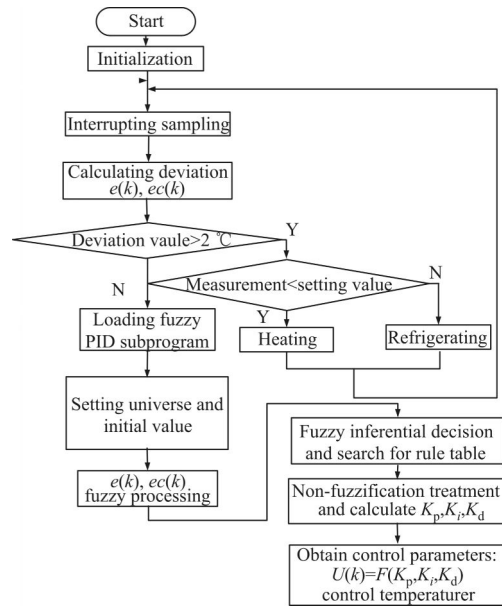 Start
Initialization
Interrupting sampling
Calculating deviation
e(k), ec(k)
Deviation vaule>2 ℃
Y
N
Measurement<setting value
N
Y
Loading fuzzy
PID subprogram
Heating
Refrigerating
Setting universe and
initial value
e(k), ec(k)
fuzzy processing
Fuzzy inferential decision
and search for rule table
Non-fuzzification treatment
and calculate Kp,Ki,Kd
Obtain control parameters:
U(k)=F(Kp,Ki,Kd)
control temperaturer